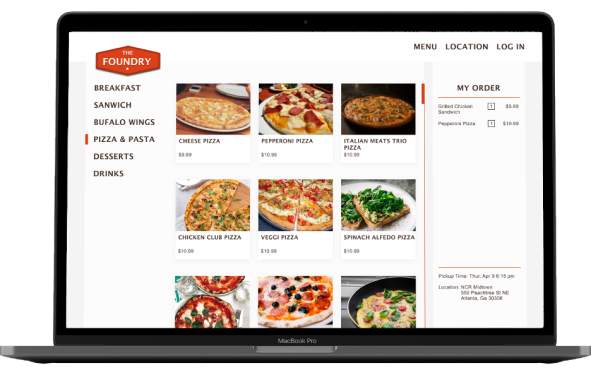 MENU LOCATION LOG IN
THE
FOUNDRY
BREAKFAST
SANWICH
BUFALO WINGS
PIZZA & PASTA
DESSERTS
DRINKS
CHEESE PIZZA
$9.99
PEPPERONI PIZZA
$10.99
ITALIAN MEATS TRIO
PIZZA
$10.99
CHICKEN CLUB PIZZA
$10.99
VEGGI PIZZA
$10.99
SPINACH ALFEDO PIZZA
$10.99
MY ORDER
Grilled Chicken
Sandwich
1
$5.99
Pepperoni Pizza
1
$10.99
Pickup Time: Thur, Apr 9 6:15 pm
Location: NCR Midtown
550 Peachtree St NE
Atlanta, Ga 30308
MacBook Pro